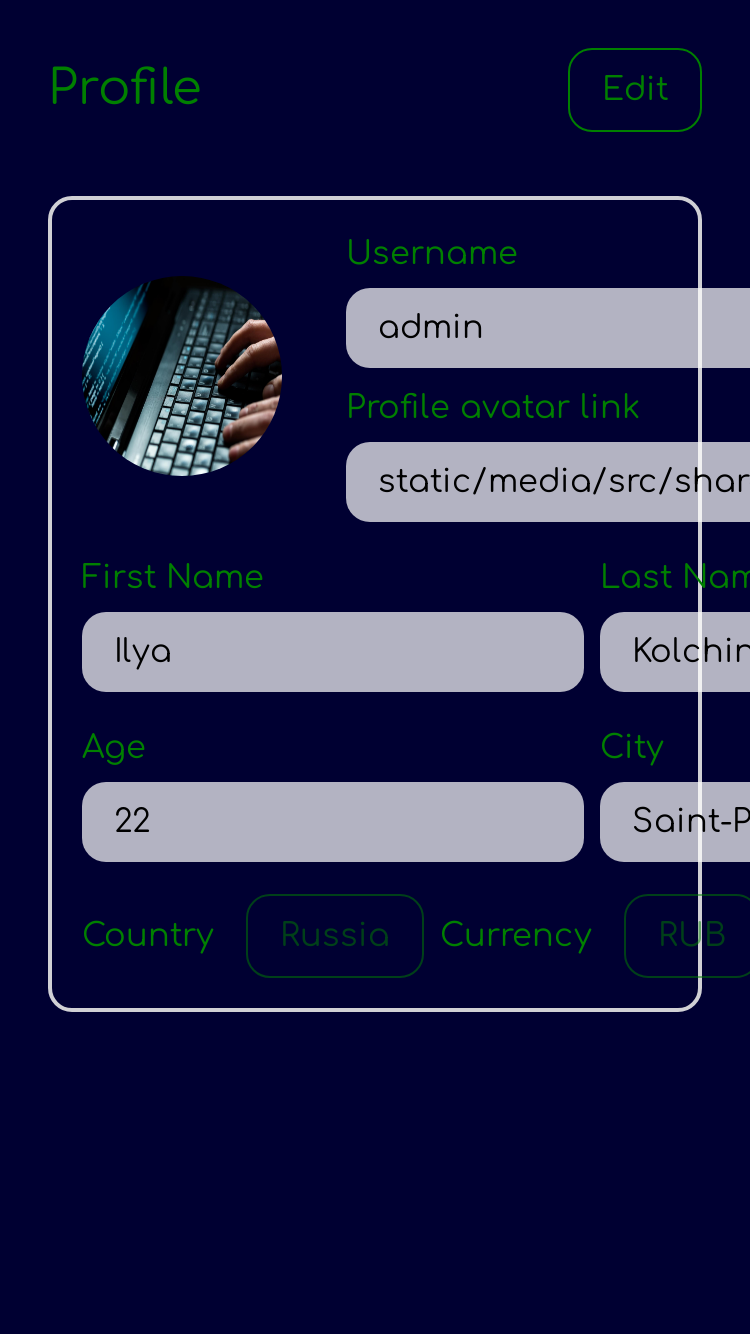 Profile
Edit
Username
admin
Profile avatar link
static/media/src/shar
First Name
Last Nam
Ilya
Kolchin
Age
City
22
Saint-P
Country
Russia
Currency
RUB